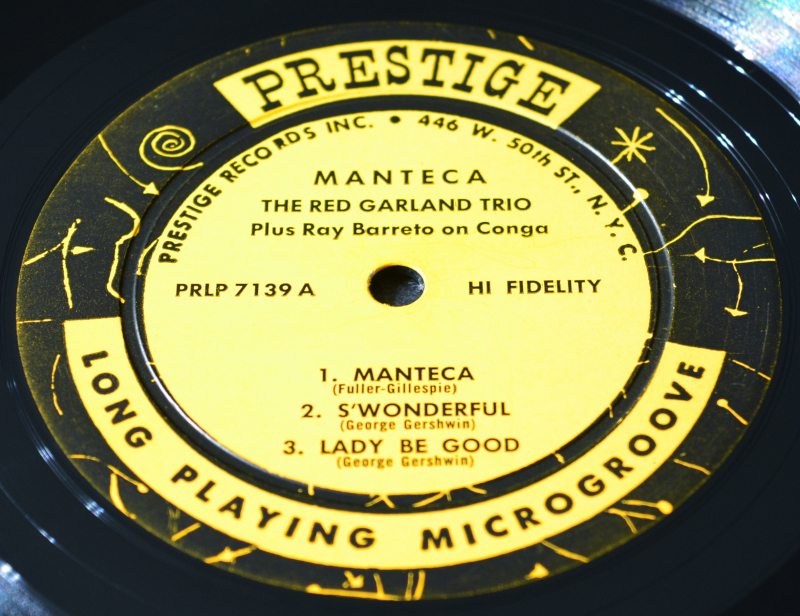 PRESTIGE
PRESTIGE RECORDS INC. • 446 W. 50th ST., N.Y.C.
MANTECA
THE RED GARLAND TRIO
Plus Ray Barreto on Conga
PRLP 7139 A
HI FIDELITY
1. MANTECA
(Fuller-Gillespie)
2. S'WONDERFUL
(George Gershwin)
3. LADY BE GOOD
(George Gershwin)
LONG PLAYING MICROGROOVE